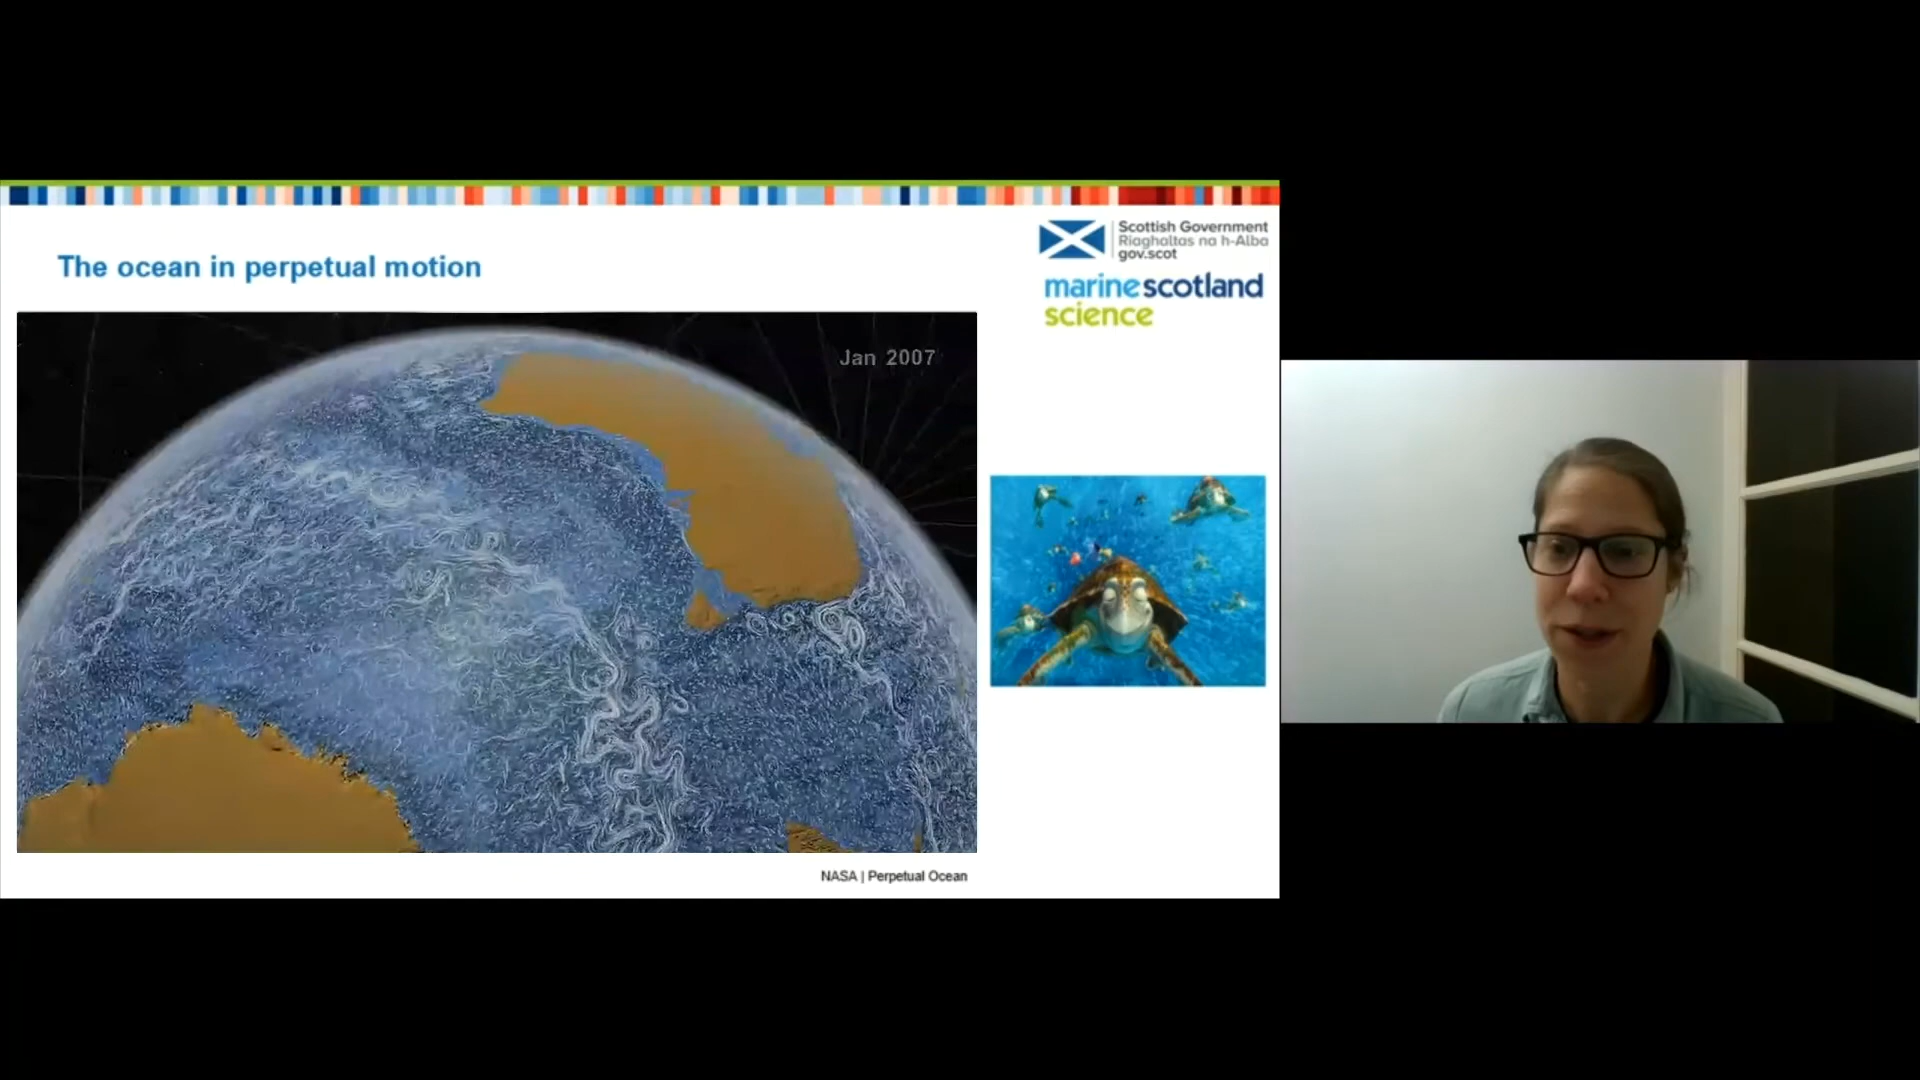 The ocean in perpetual motion
Scottish Government
Riaghaltas na h-Alba
gov.scot
marinescotland
science
Jan 2007
NASA | Perpetual Ocean